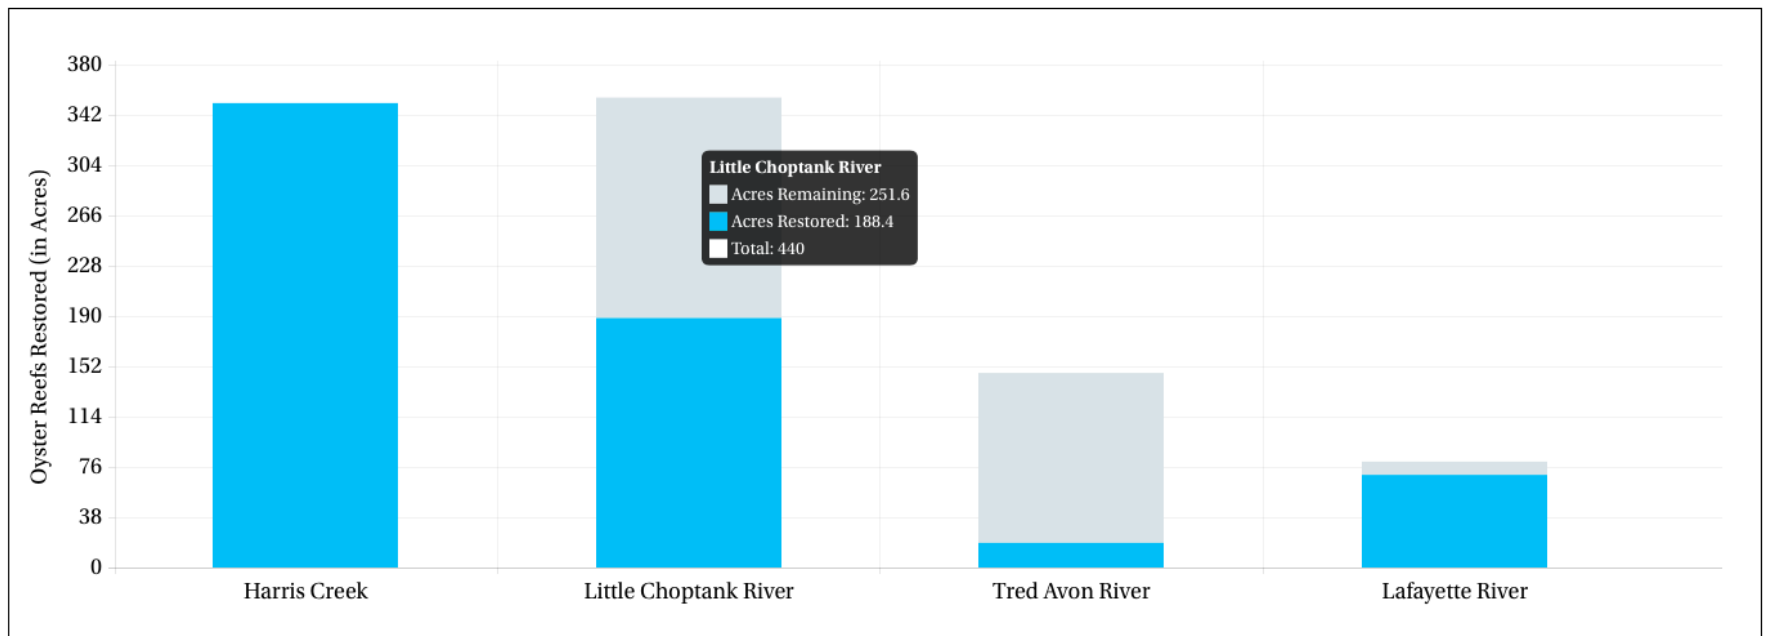 Oyster Reefs Restored (in Acres)
380
342
304
266
228
190
152
114
76
38
0
Little Choptank River
Acres Remaining: 251.6
Acres Restored: 188.4
Total: 440
Harris Creek
Little Choptank River
Tred Avon River
Lafayette River